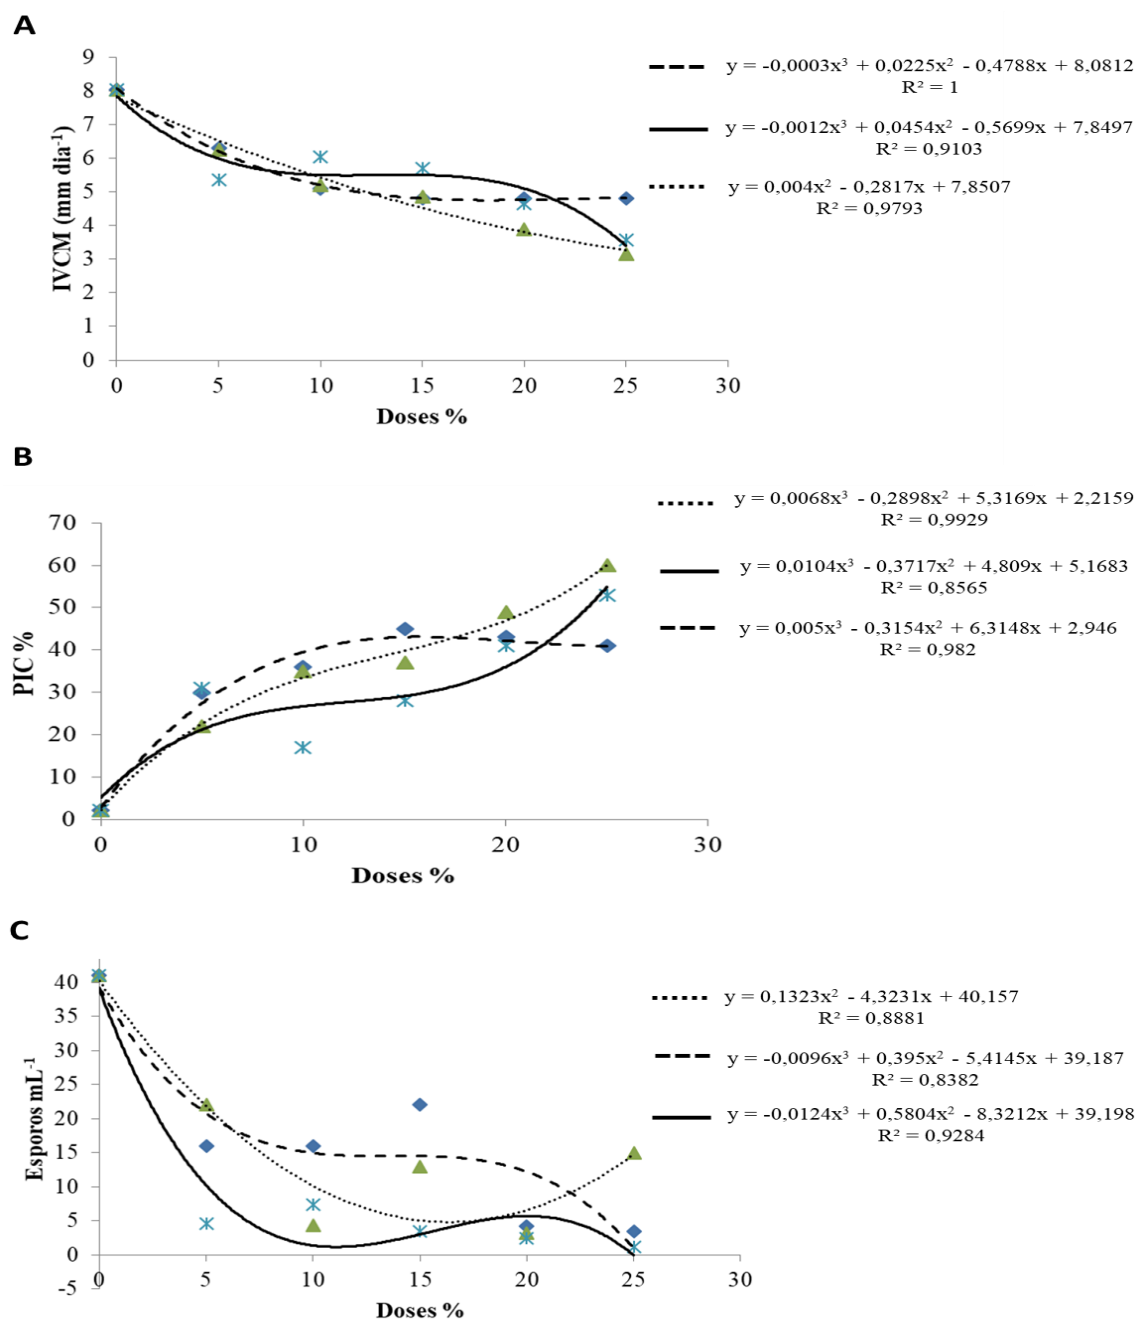 A
y = -0,0003x³ + 0,0225x² - 0,4788x + 8,0812
R² = 1
y = -0,0012x³ + 0,0454x² - 0,5699x + 7,8497
R² = 0,9103
y = 0,004x² - 0,2817x + 7,8507
R² = 0,9793
IVCM (mm dia⁻¹)
9
8
7
6
5
4
3
2
1
0
0 5 10 15 20 25 30
Doses %
B
y = 0,0068x³ - 0,2898x² + 5,3169x + 2,2159
R² = 0,9929
y = 0,0104x³ - 0,3717x² + 4,809x + 5,1683
R² = 0,8565
y = 0,005x³ - 0,3154x² + 6,3148x + 2,946
R² = 0,982
PIC %
70
60
50
40
30
20
10
0
0 10 20 30
Doses %
C
y = 0,1323x² - 4,3231x + 40,157
R² = 0,8881
y = -0,0096x³ + 0,395x² - 5,4145x + 39,187
R² = 0,8382
y = -0,0124x³ + 0,5804x² - 8,3212x + 39,198
R² = 0,9284
Esporos mL⁻¹
40
35
30
25
20
15
10
5
0
-5
0 5 10 15 20 25 30
Doses %